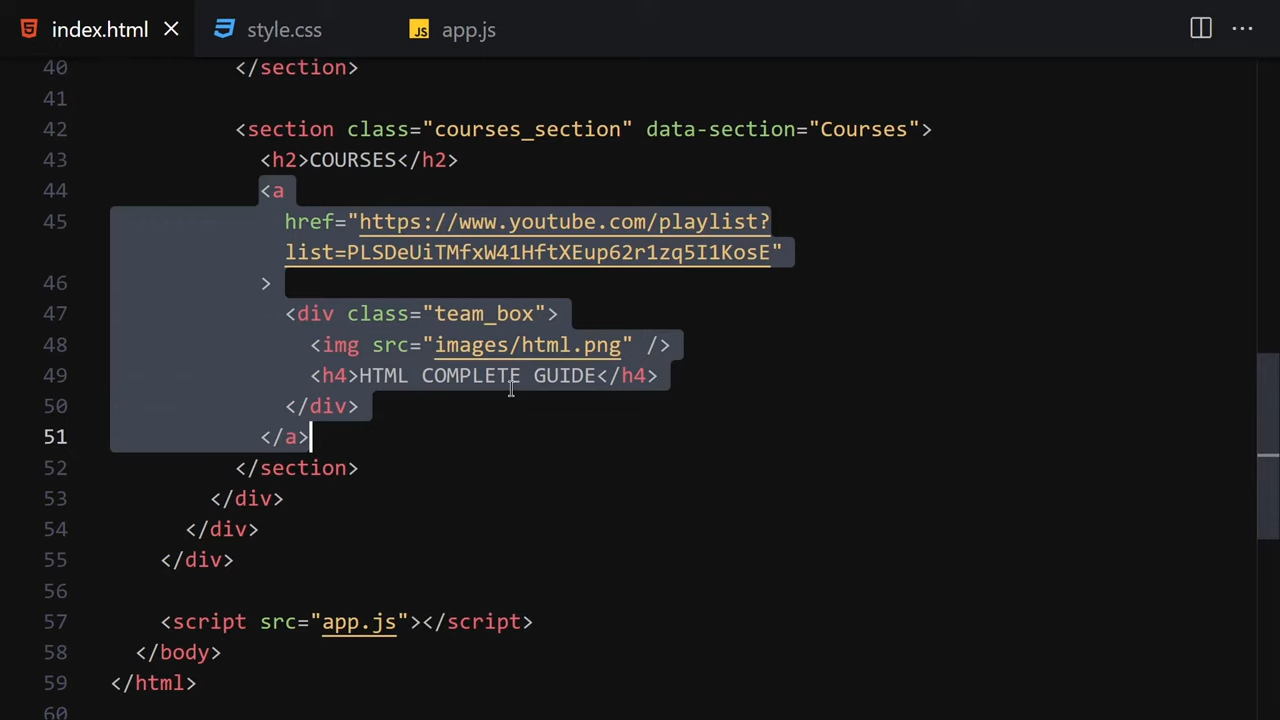 index.html style.css JS app.js
40 </section>
41
42 <section class="courses_section" data-section="Courses">
43 <h2>COURSES</h2>
44 <a
45 href="https://www.youtube.com/playlist?
list=PLSDeUiTMfxW41HftXEup62r1zq5I1KosE"
46 >
47 <div class="team_box">
48 <img src="images/html.png" />
49 <h4>HTML COMPLETE GUIDE</h4>
50 </div>
51 </a>
52 </section>
53 </div>
54 </div>
55 </div>
56
57 <script src="app.js"></script>
58 </body>
59 </html>
60